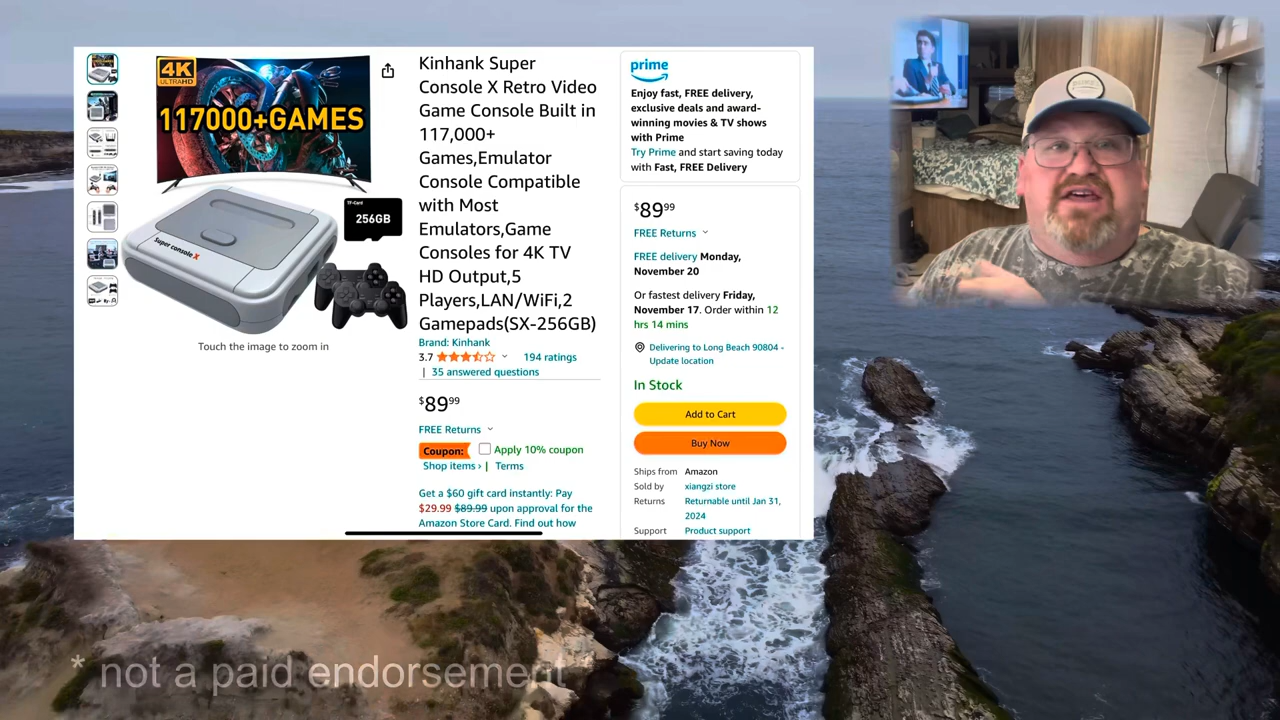 4K
ULTRAHD
117000+GAMES
TF-Card
256GB
Super console X
Touch the image to zoom in
Kinhank Super
Console X Retro Video
Game Console Built in
117,000+
Games,Emulator
Console Compatible
with Most
Emulators,Game
Consoles for 4K TV
HD Output,5
Players,LAN/WiFi,2
Gamepads(SX-256GB)
Brand: Kinhank
3.7 194 ratings
| 35 answered questions
$89 99
FREE Returns
Coupon: Apply 10% coupon
Shop items › | Terms
Get a $60 gift card instantly: Pay
$29.99 $89.99 upon approval for the
Amazon Store Card. Find out how
prime
Enjoy fast, FREE delivery,
exclusive deals and award-
winning movies & TV shows
with Prime
Try Prime and start saving today
with Fast, FREE Delivery
$89 99
FREE Returns
FREE delivery Monday,
November 20
Or fastest delivery Friday,
November 17. Order within 12
hrs 14 mins
Delivering to Long Beach 90804 -
Update location
In Stock
Add to Cart
Buy Now
Ships from Amazon
Sold by xiangzi store
Returns Returnable until Jan 31,
2024
Support Product support
* not a paid endorsement